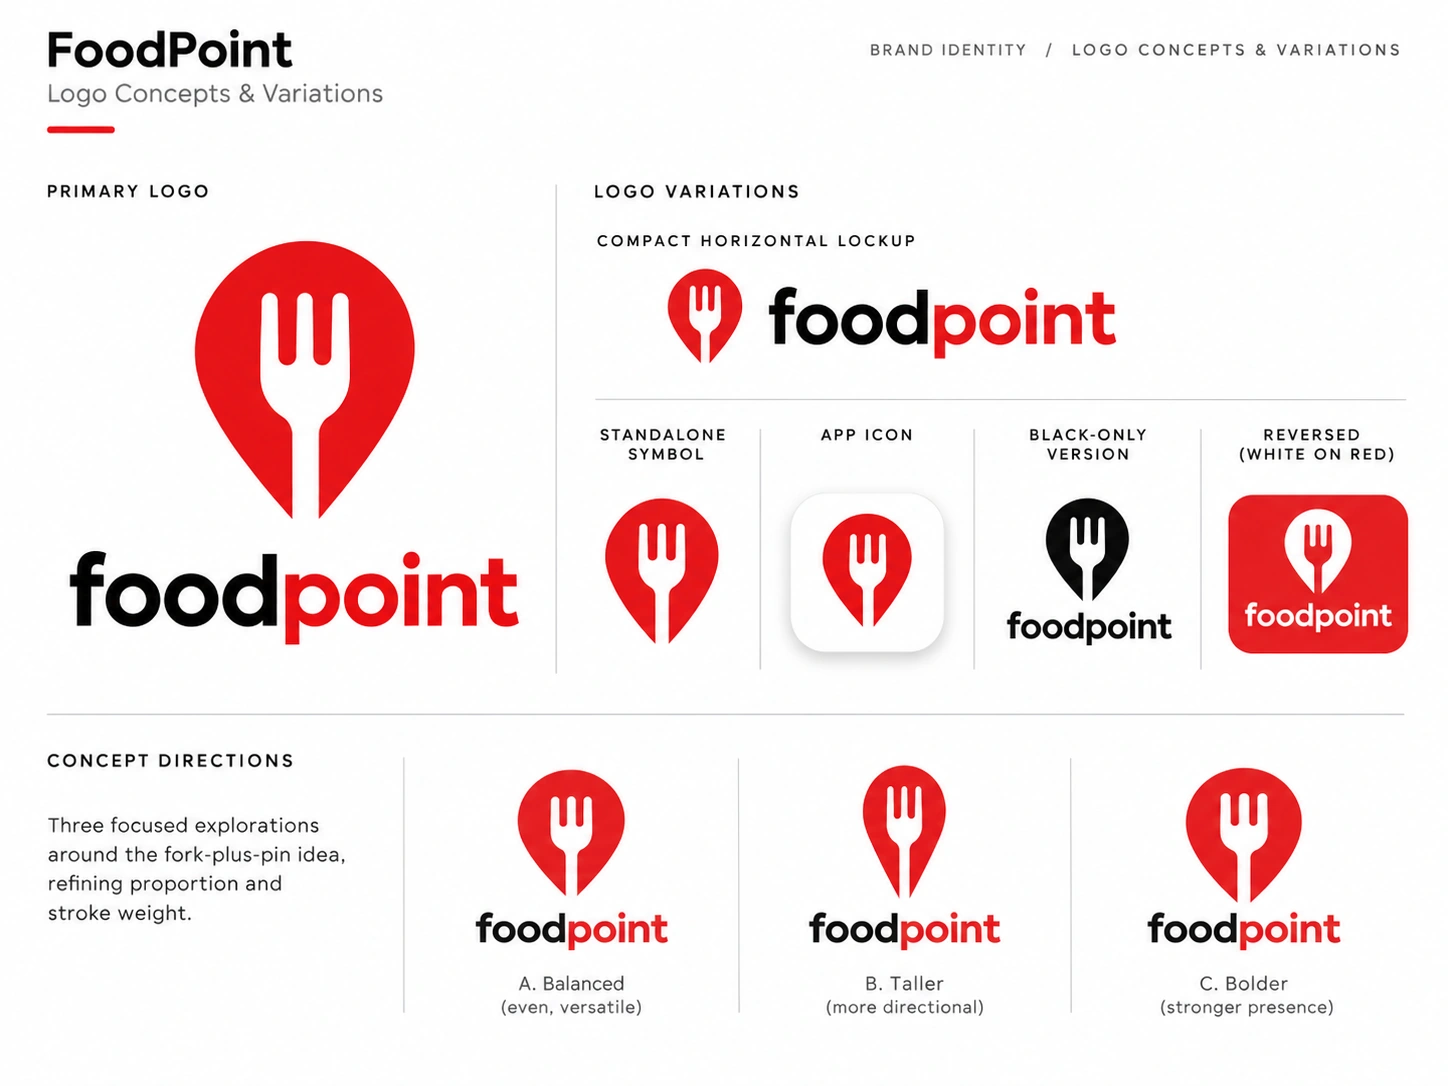 FoodPoint
Logo Concepts & Variations
BRAND IDENTITY / LOGO CONCEPTS & VARIATIONS
PRIMARY LOGO
foodpoint
LOGO VARIATIONS
COMPACT HORIZONTAL LOCKUP
foodpoint
STANDALONE
SYMBOL
APP ICON
BLACK-ONLY
VERSION
foodpoint
REVERSED
(WHITE ON RED)
foodpoint
CONCEPT DIRECTIONS
Three focused explorations
around the fork-plus-pin idea,
refining proportion and
stroke weight.
foodpoint
A. Balanced
(even, versatile)
foodpoint
B. Taller
(more directional)
foodpoint
C. Bolder
(stronger presence)